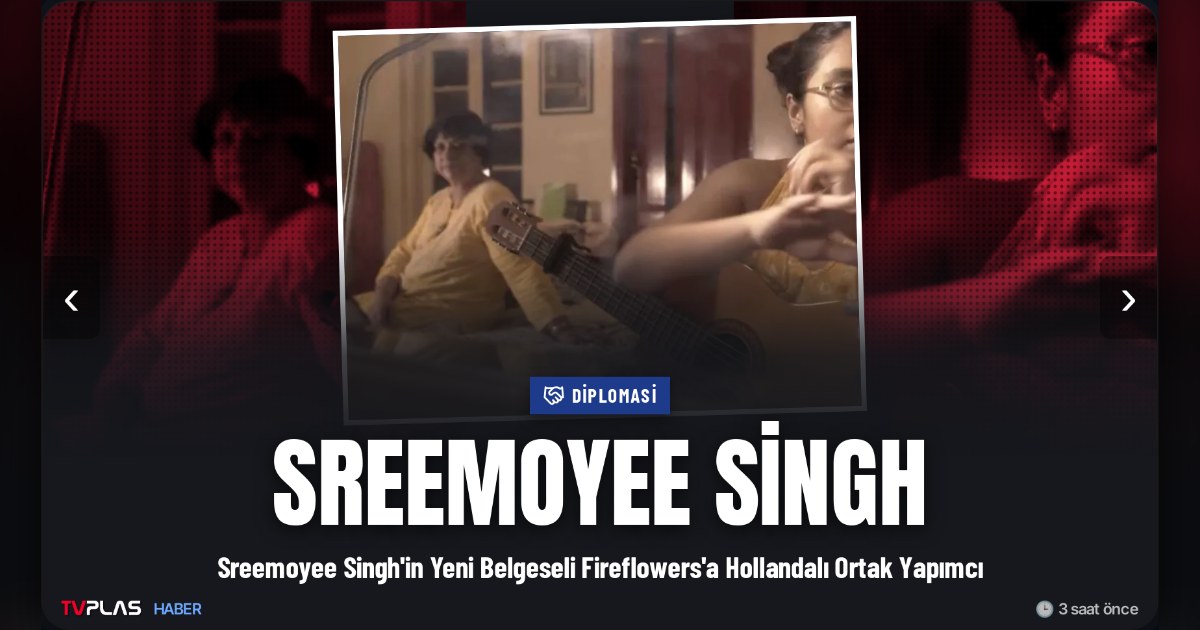 DİPLOMASİ
SREEMOYEE SİNGH
Sreemoyee Singh'in Yeni Belgeseli Fireflowers'a Hollandalı Ortak Yapımcı
TVPLAS HABER
3 saat önce